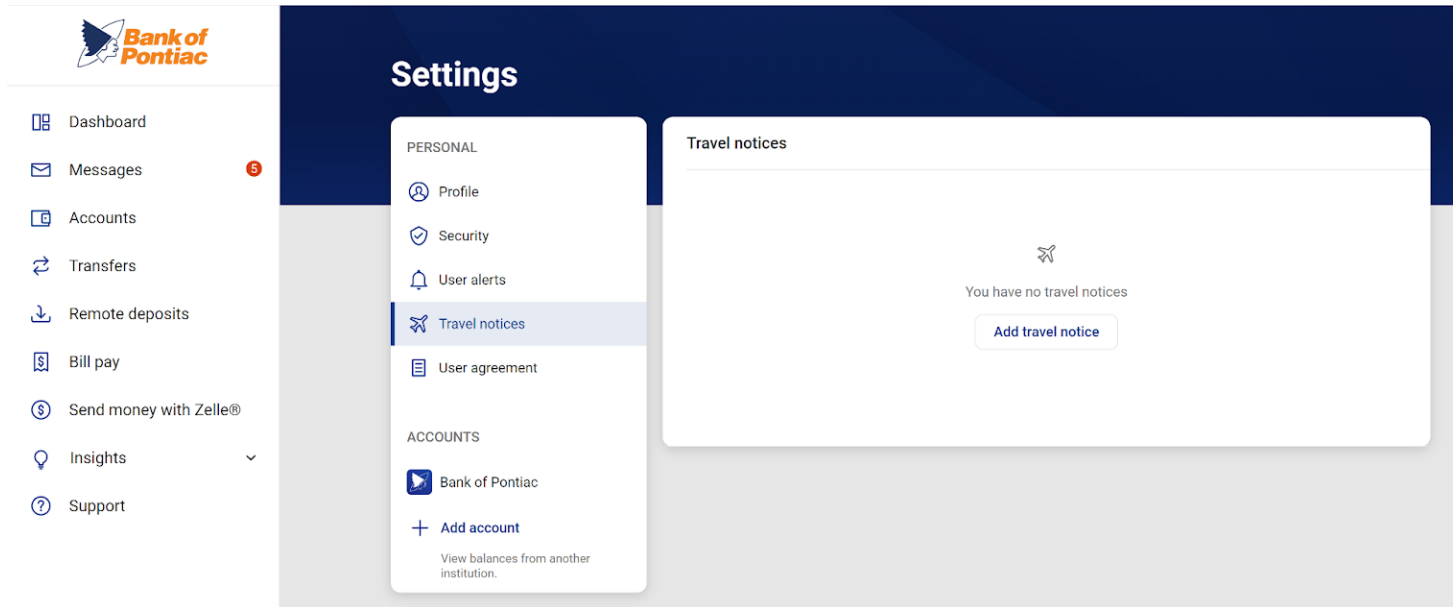 Bank of
Pontiac
Dashboard
Messages
5
Accounts
Transfers
Remote deposits
Bill pay
Send money with Zelle®
Insights
Support
Settings
PERSONAL
Profile
Security
User alerts
Travel notices
User agreement
ACCOUNTS
Bank of Pontiac
Add account
View balances from another
institution.
Travel notices
You have no travel notices
Add travel notice